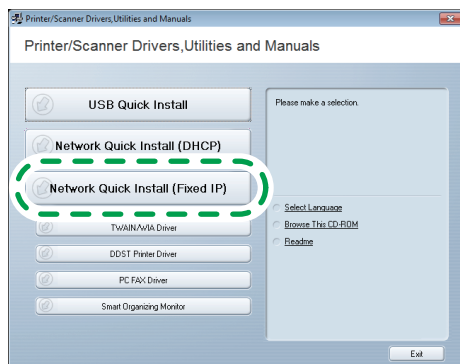 Printer/Scanner Drivers,Utilities and Manuals
Printer/Scanner Drivers,Utilities and Manuals
USB Quick Install
Network Quick Install (DHCP)
Network Quick Install (Fixed IP)
TWAIN/WIA Driver
DDST Printer Driver
PC FAX Driver
Smart Organizing Monitor
Please make a selection.
Select Language
Browse This CD-ROM
Readme
Exit